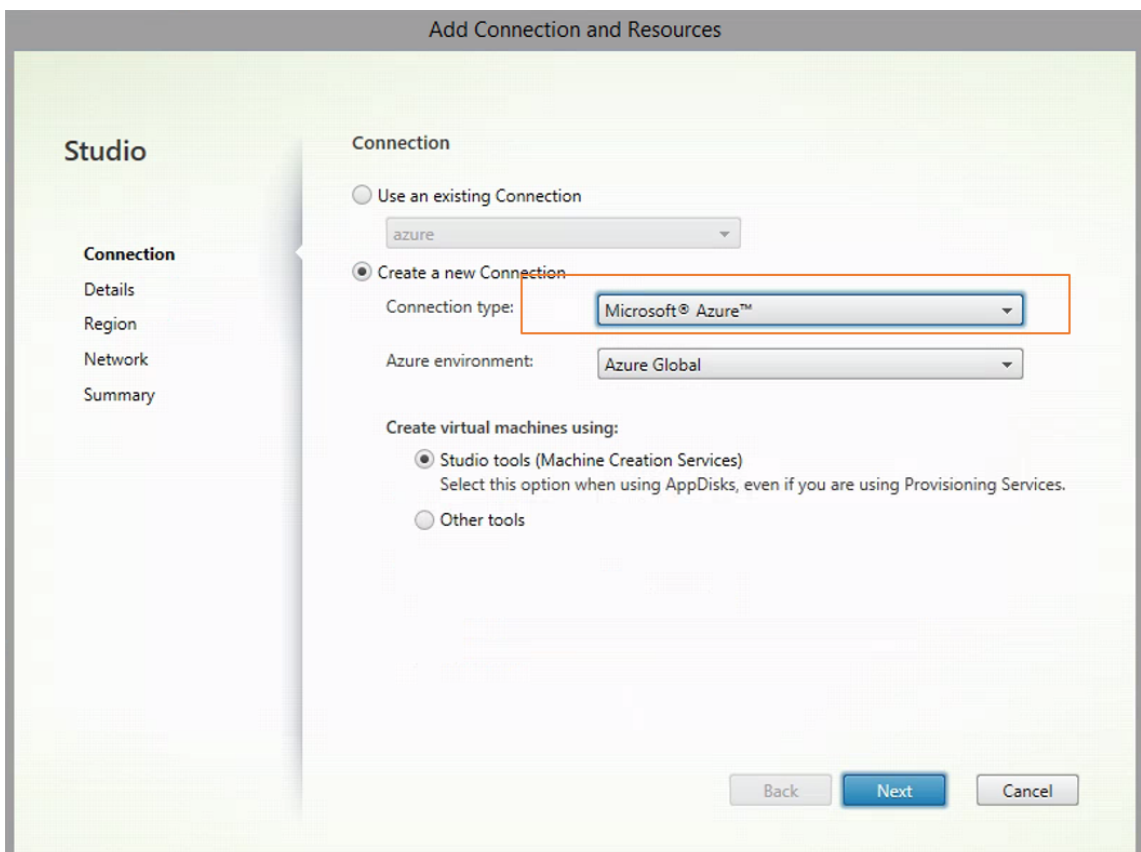 Add Connection and Resources
Studio
Connection
Details
Region
Network
Summary
Connection
Use an existing Connection
azure
Create a new Connection
Connection type:
Microsoft® Azure™
Azure environment:
Azure Global
Create virtual machines using:
Studio tools (Machine Creation Services)
Select this option when using AppDisks, even if you are using Provisioning Services.
Other tools
Back
Next
Cancel